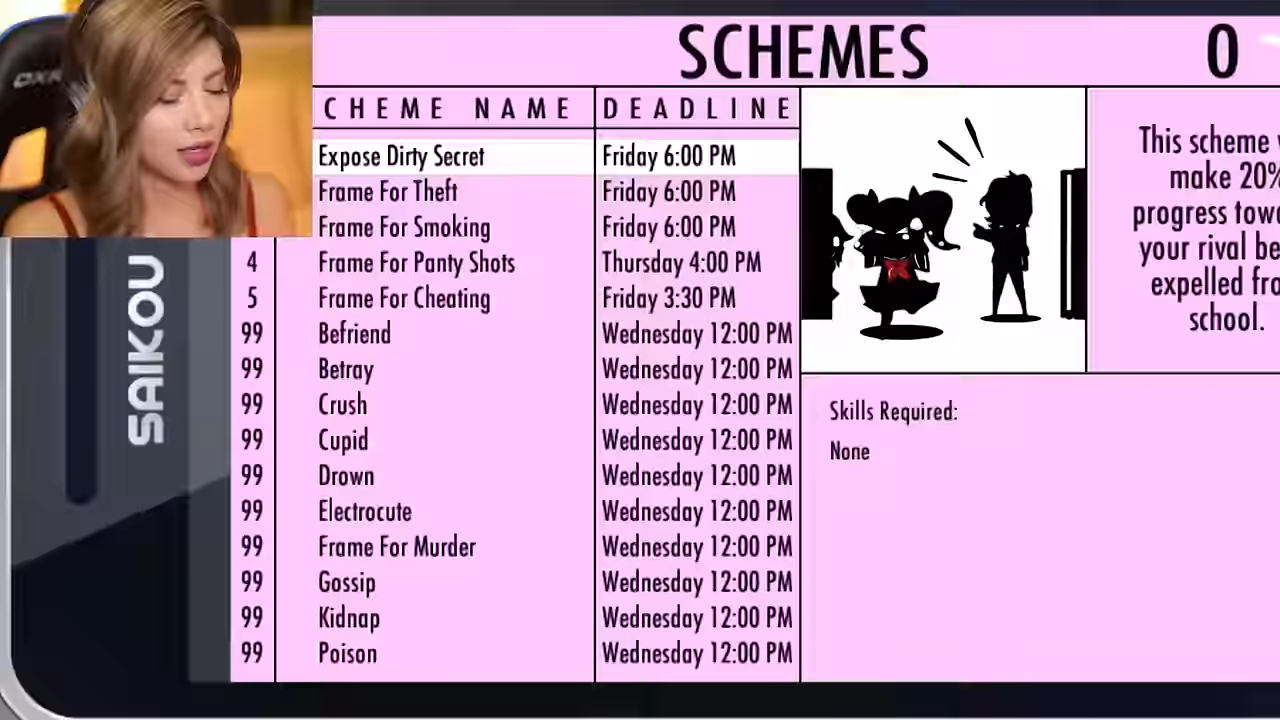 SCHEMES 0
CHEME NAME DEADLINE
Expose Dirty Secret Friday 6:00 PM
Frame For Theft Friday 6:00 PM
Frame For Smoking Friday 6:00 PM
4 Frame For Panty Shots Thursday 4:00 PM
5 Frame For Cheating Friday 3:30 PM
99 Befriend Wednesday 12:00 PM
99 Betray Wednesday 12:00 PM
99 Crush Wednesday 12:00 PM
99 Cupid Wednesday 12:00 PM
99 Drown Wednesday 12:00 PM
99 Electrocute Wednesday 12:00 PM
99 Frame For Murder Wednesday 12:00 PM
99 Gossip Wednesday 12:00 PM
99 Kidnap Wednesday 12:00 PM
99 Poison Wednesday 12:00 PM
This scheme
make 20%
progress towa
your rival be
expelled fro
school.
Skills Required:
None
SAIKOU